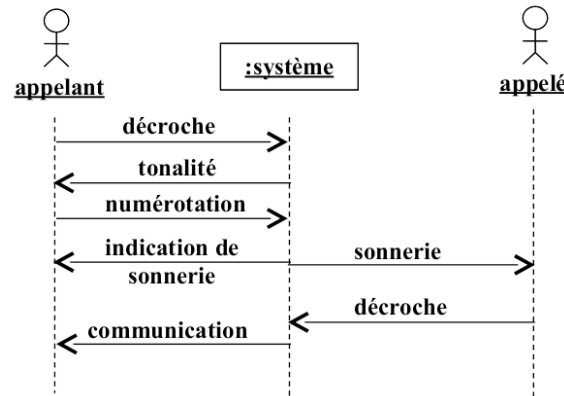 :système
appelant
appelé
décroche
tonalité
numérotation
indication de
sonnerie
sonnerie
décroche
communication